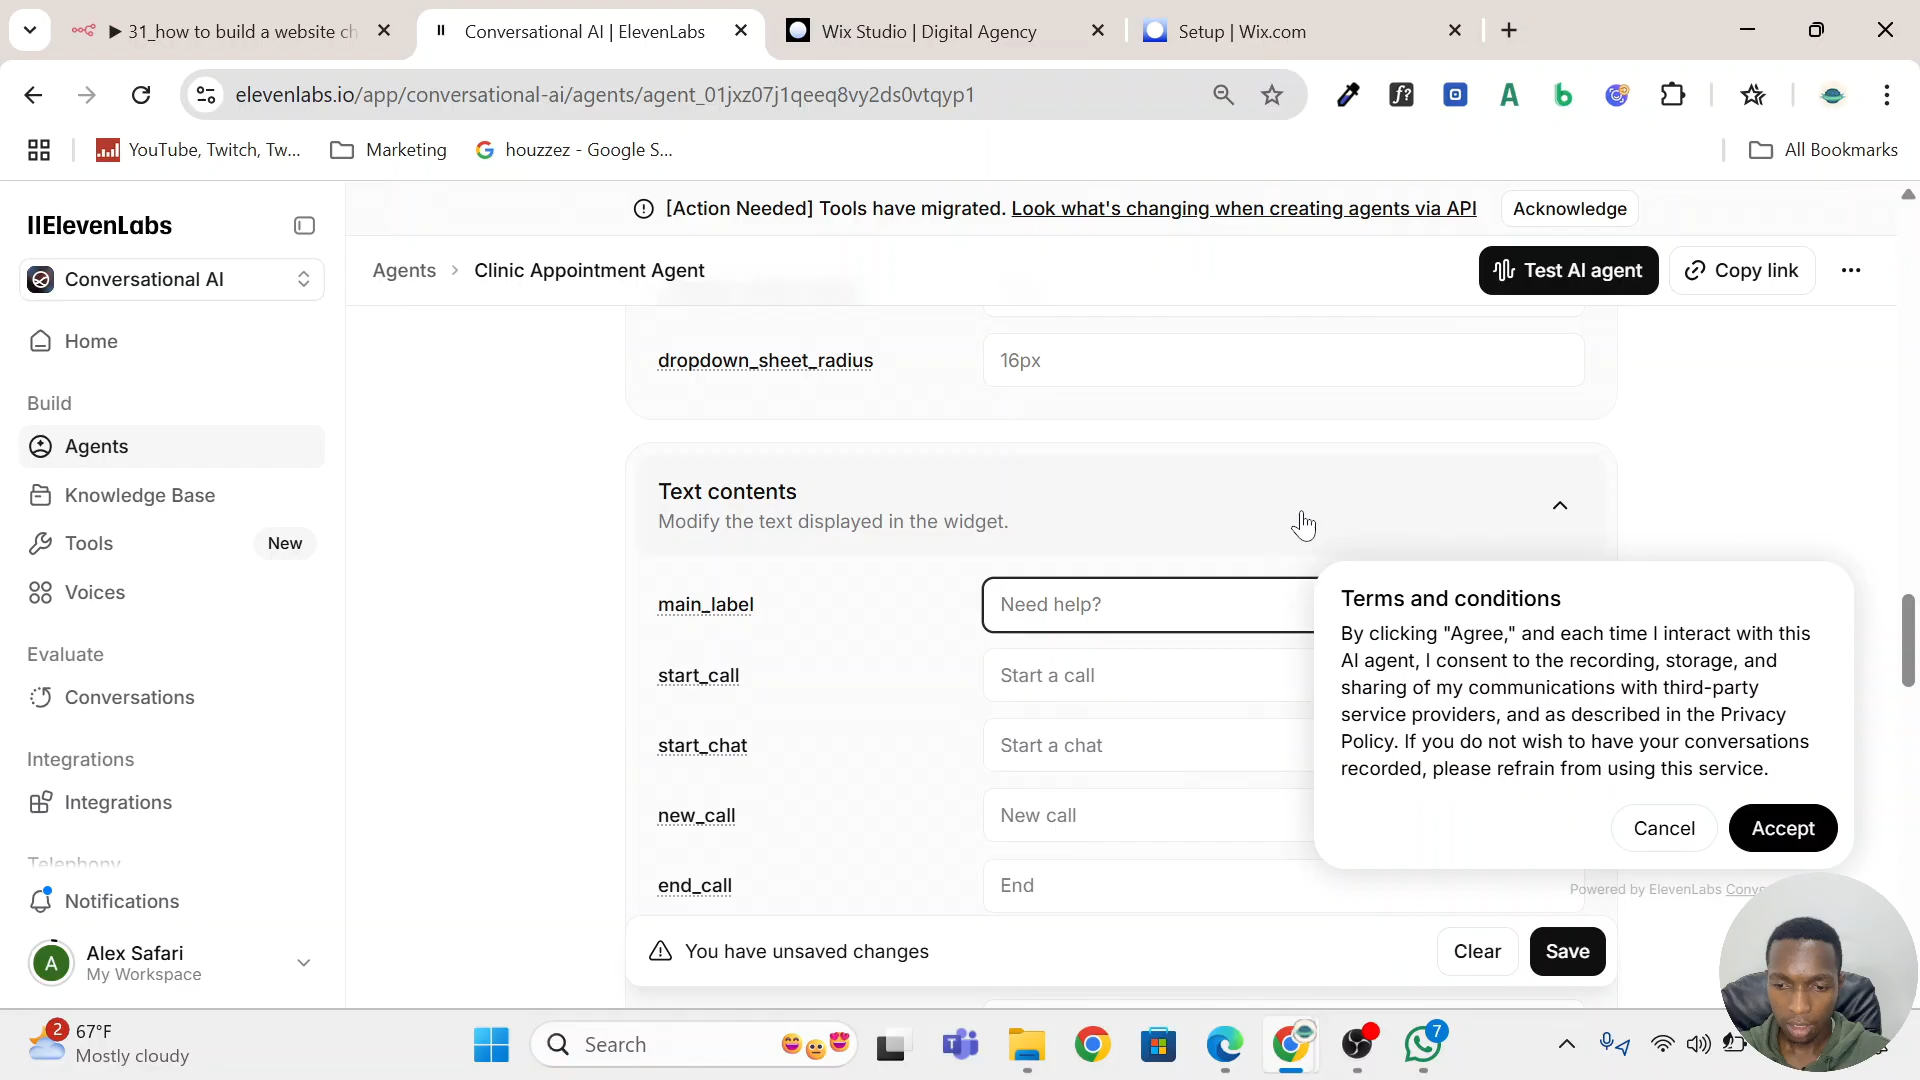 31_how to build a website ch
Conversational AI | ElevenLabs
Wix Studio | Digital Agency
Setup | Wix.com
elevenlabs.io/app/conversational-ai/agents/agent_01jxz07j1qeeq8vy2ds0vtqyp1
YouTube, Twitch, Tw...
Marketing
houzzez - Google S...
All Bookmarks
IIElevenLabs
[Action Needed] Tools have migrated. Look what's changing when creating agents via API
Acknowledge
Conversational AI
Agents > Clinic Appointment Agent
Test AI agent
Copy link
Home
Build
Agents
Knowledge Base
Tools
New
Voices
Evaluate
Conversations
Integrations
Integrations
Telephony
Notifications
A
Alex Safari
My Workspace
dropdown_sheet_radius
16px
Text contents
Modify the text displayed in the widget.
main_label
Need help?
start_call
Start a call
start_chat
Start a chat
new_call
New call
end_call
End
Terms and conditions
By clicking "Agree," and each time I interact with this
AI agent, I consent to the recording, storage, and
sharing of my communications with third-party
service providers, and as described in the Privacy
Policy. If you do not wish to have your conversations
recorded, please refrain from using this service.
Cancel
Accept
Powered by ElevenLabs
You have unsaved changes
Clear
Save
2
67°F
Mostly cloudy
Search
7